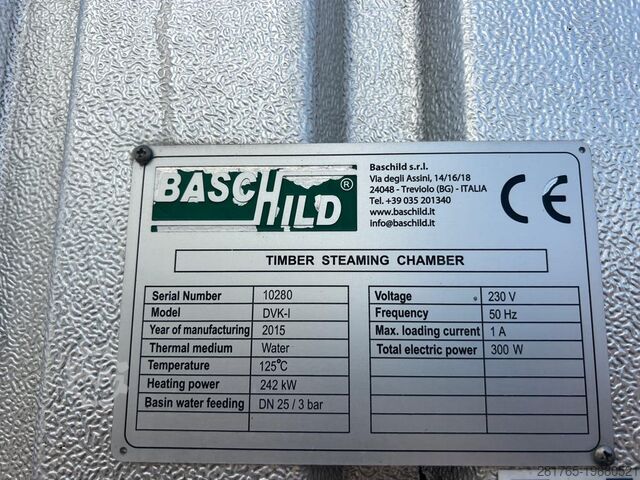 BASCHILD®
Baschild s.r.l.
Via degli Assini, 14/16/18
24048 - Treviolo (BG) - ITALIA
Tel. +39 035 201340
www.baschild.it
info@baschild.it
CE
TIMBER STEAMING CHAMBER
Serial Number 10280
Model DVK-I
Year of manufacturing 2015
Thermal medium Water
Temperature 125°C
Heating power 242 kW
Basin water feeding DN 25 / 3 bar
Voltage 230 V
Frequency 50 Hz
Max. loading current 1 A
Total electric power 300 W
281765-19680521